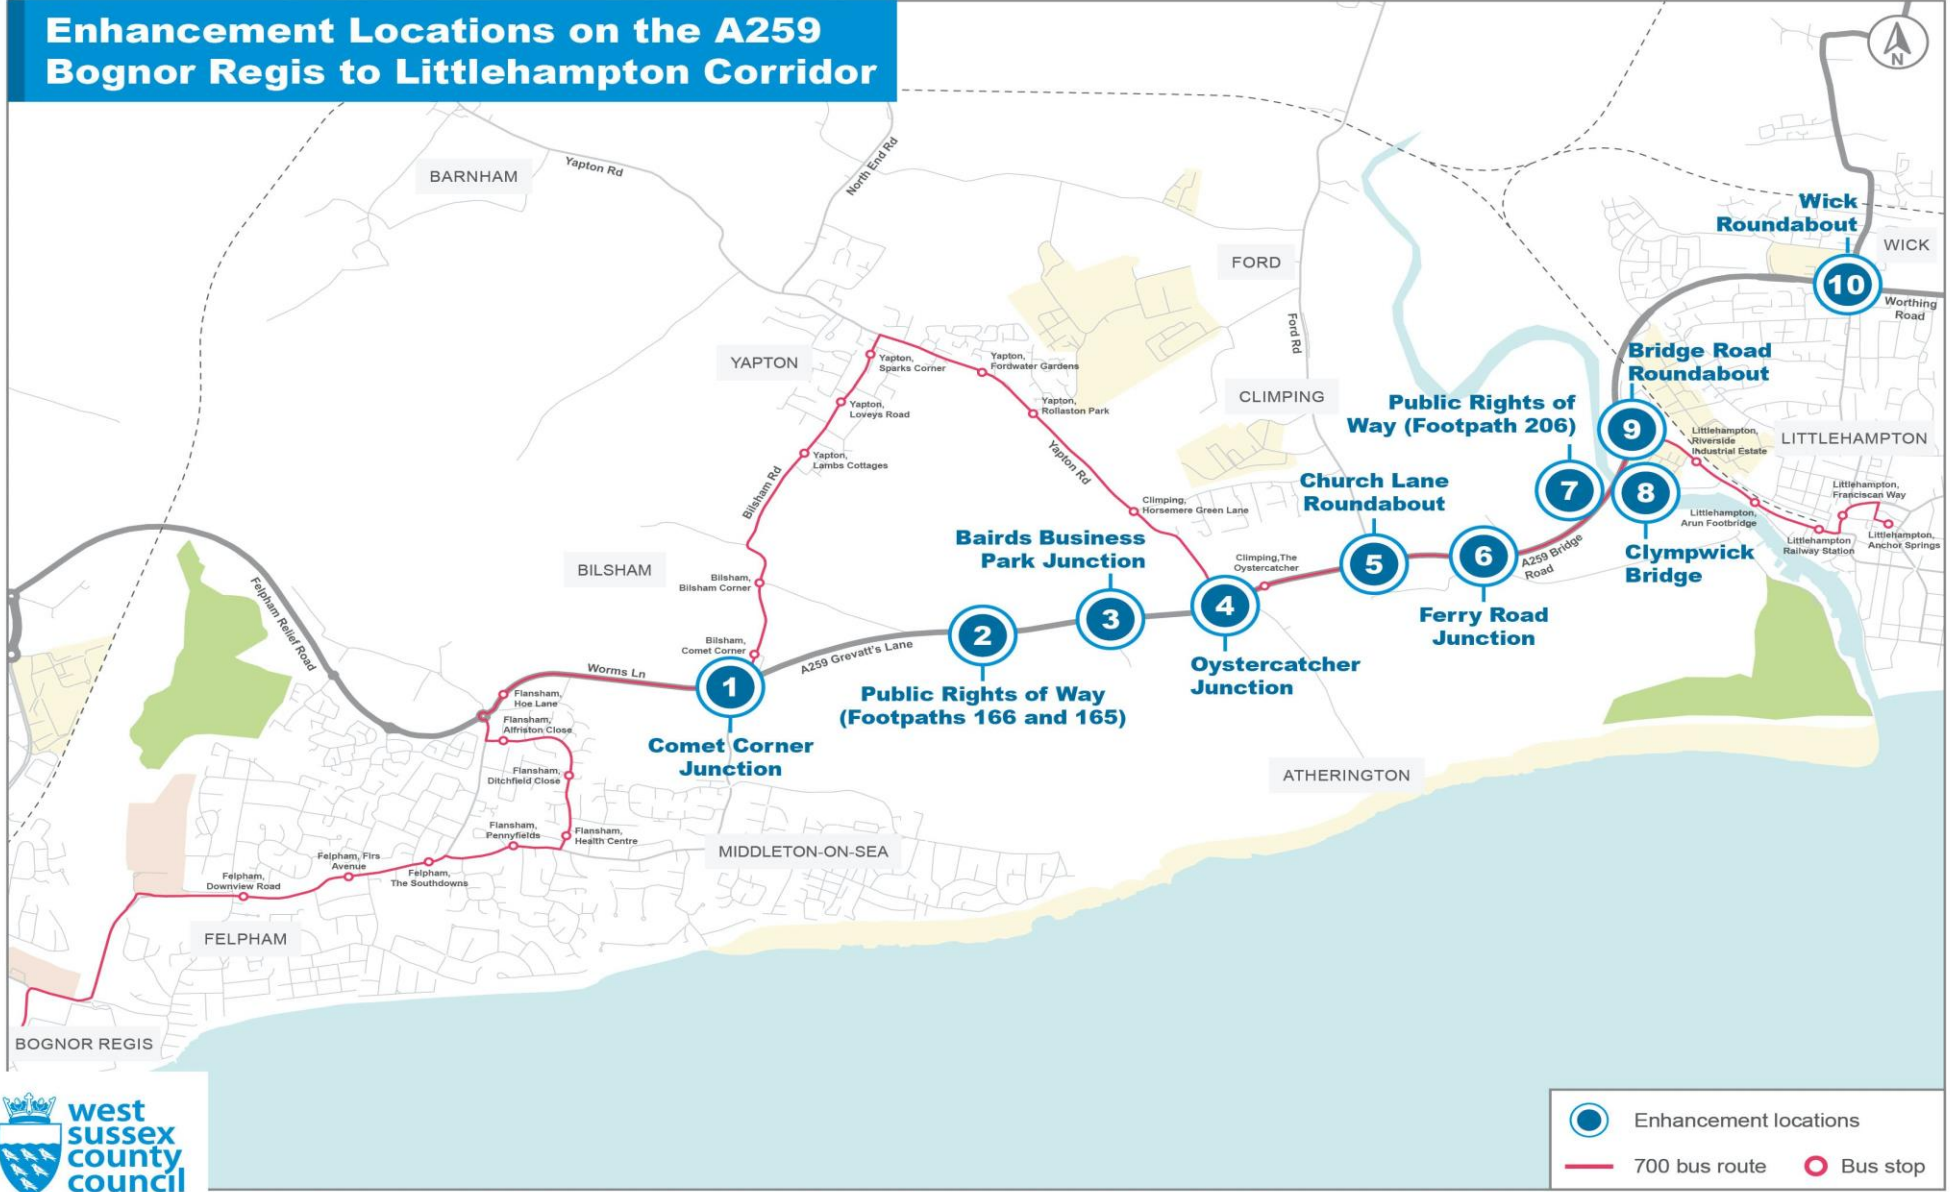 Enhancement Locations on the A259
Bognor Regis to Littlehampton Corridor
N
BARNHAM
Yapton Rd
North End Rd
Wick
Roundabout
WICK
10
Worthing
Road
FORD
Ford Rd
YAPTON
Yapton,
Sparks Corner
Yapton,
Fordwater Gardens
Yapton,
Loveys Road
Yapton,
Rollaston Park
Yapton,
Lambs Cottages
Bilsham Rd
Yapton Rd
CLIMPING
Bridge Road
Roundabout
9
Public Rights of
Way (Footpath 206)
7
8
Clympwick
Bridge
Littlehampton,
Riverside
Industrial Estate
LITTLEHAMPTON
Littlehampton,
Franciscan Way
Littlehampton,
Arun Footbridge
Littlehampton
Railway Station
Littlehampton,
Anchor Springs
Climping,
Horsemere Green Lane
Church Lane
Roundabout
5
6
Ferry Road
Junction
A259 Bridge
Road
Bairds Business
Park Junction
3
Climping,The
Oystercatcher
4
Oystercatcher
Junction
BILSHAM
Bilsham,
Bilsham Corner
Bilsham,
Comet Corner
Felpham Relief Road
Worms Ln
1
Comet Corner
Junction
A259 Grevatt's Lane
2
Public Rights of Way
(Footpaths 166 and 165)
Flansham,
Hoe Lane
Flansham,
Alfriston Close
Flansham,
Ditchfield Close
Flansham,
Pennyfields
Flansham,
Health Centre
ATHERINGTON
MIDDLETON-ON-SEA
Felpham, Firs
Avenue
Felpham,
The Southdowns
Felpham,
Downview Road
FELPHAM
BOGNOR REGIS
west
sussex
county
council
Enhancement locations
700 bus route
Bus stop